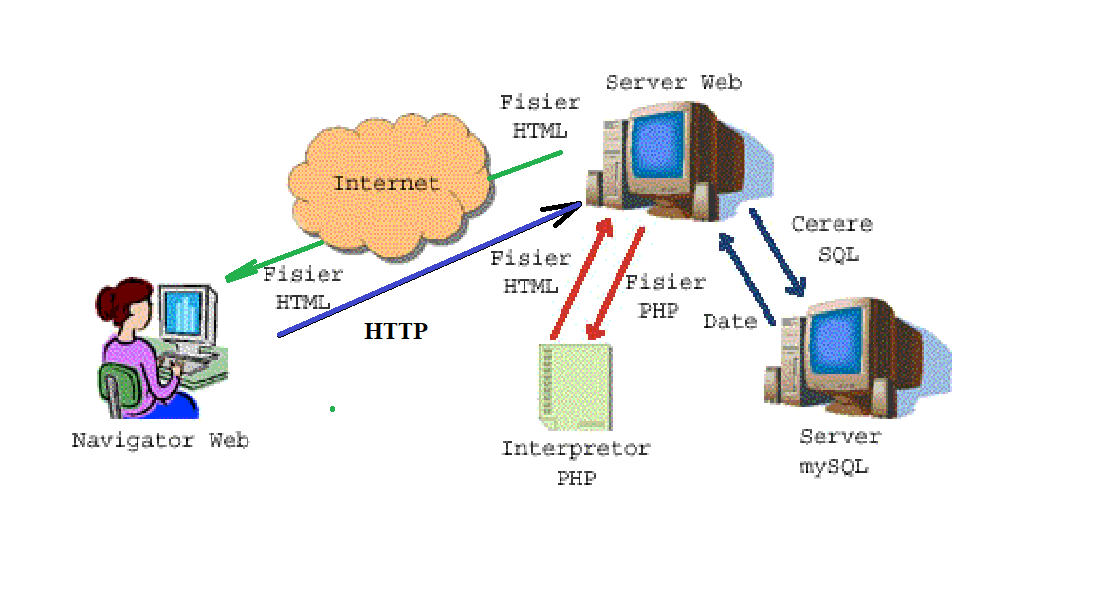 Server Web
Fisier
HTML
Internet
Cerere
SQL
Fisier
HTML
Fisier
HTML
Fisier
PHP
Date
HTTP
Navigator Web
Interpretor
PHP
Server
mySQL